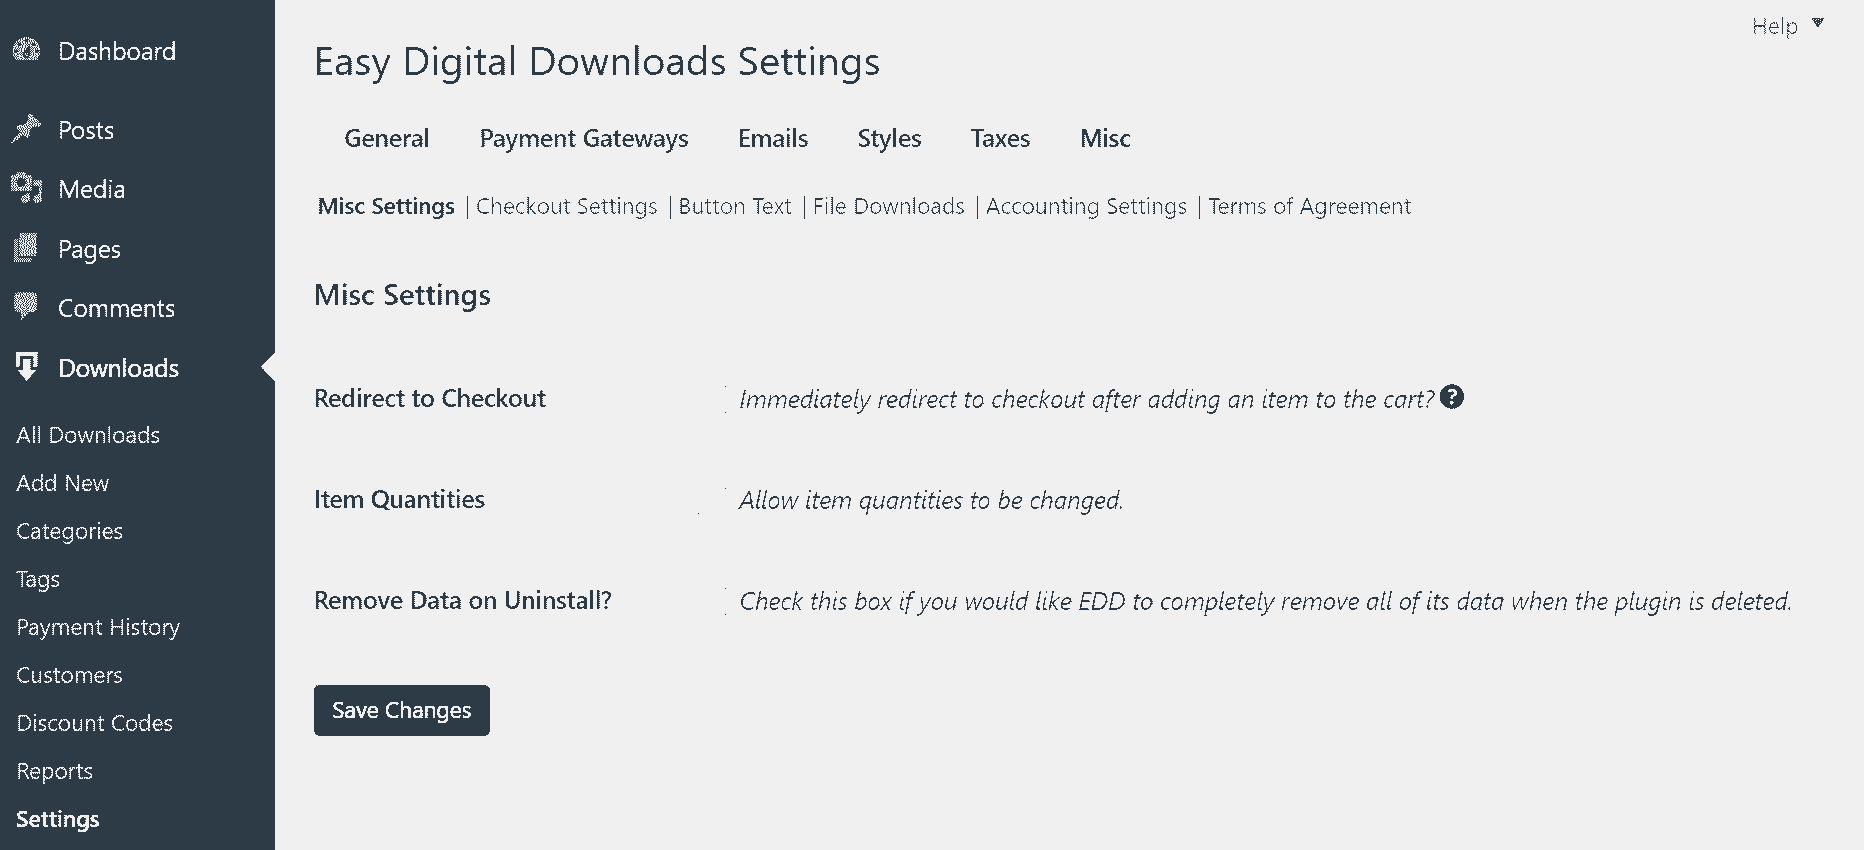 Help
Easy Digital Downloads Settings
General Payment Gateways Emails Styles Taxes Misc
Misc Settings | Checkout Settings | Button Text | File Downloads | Accounting Settings | Terms of Agreement
Misc Settings
Redirect to Checkout Immediately redirect to checkout after adding an item to the cart? ?
Item Quantities Allow item quantities to be changed.
Remove Data on Uninstall? Check this box if you would like EDD to completely remove all of its data when the plugin is deleted.
Save Changes
Dashboard
Posts
Media
Pages
Comments
Downloads
All Downloads
Add New
Categories
Tags
Payment History
Customers
Discount Codes
Reports
Settings